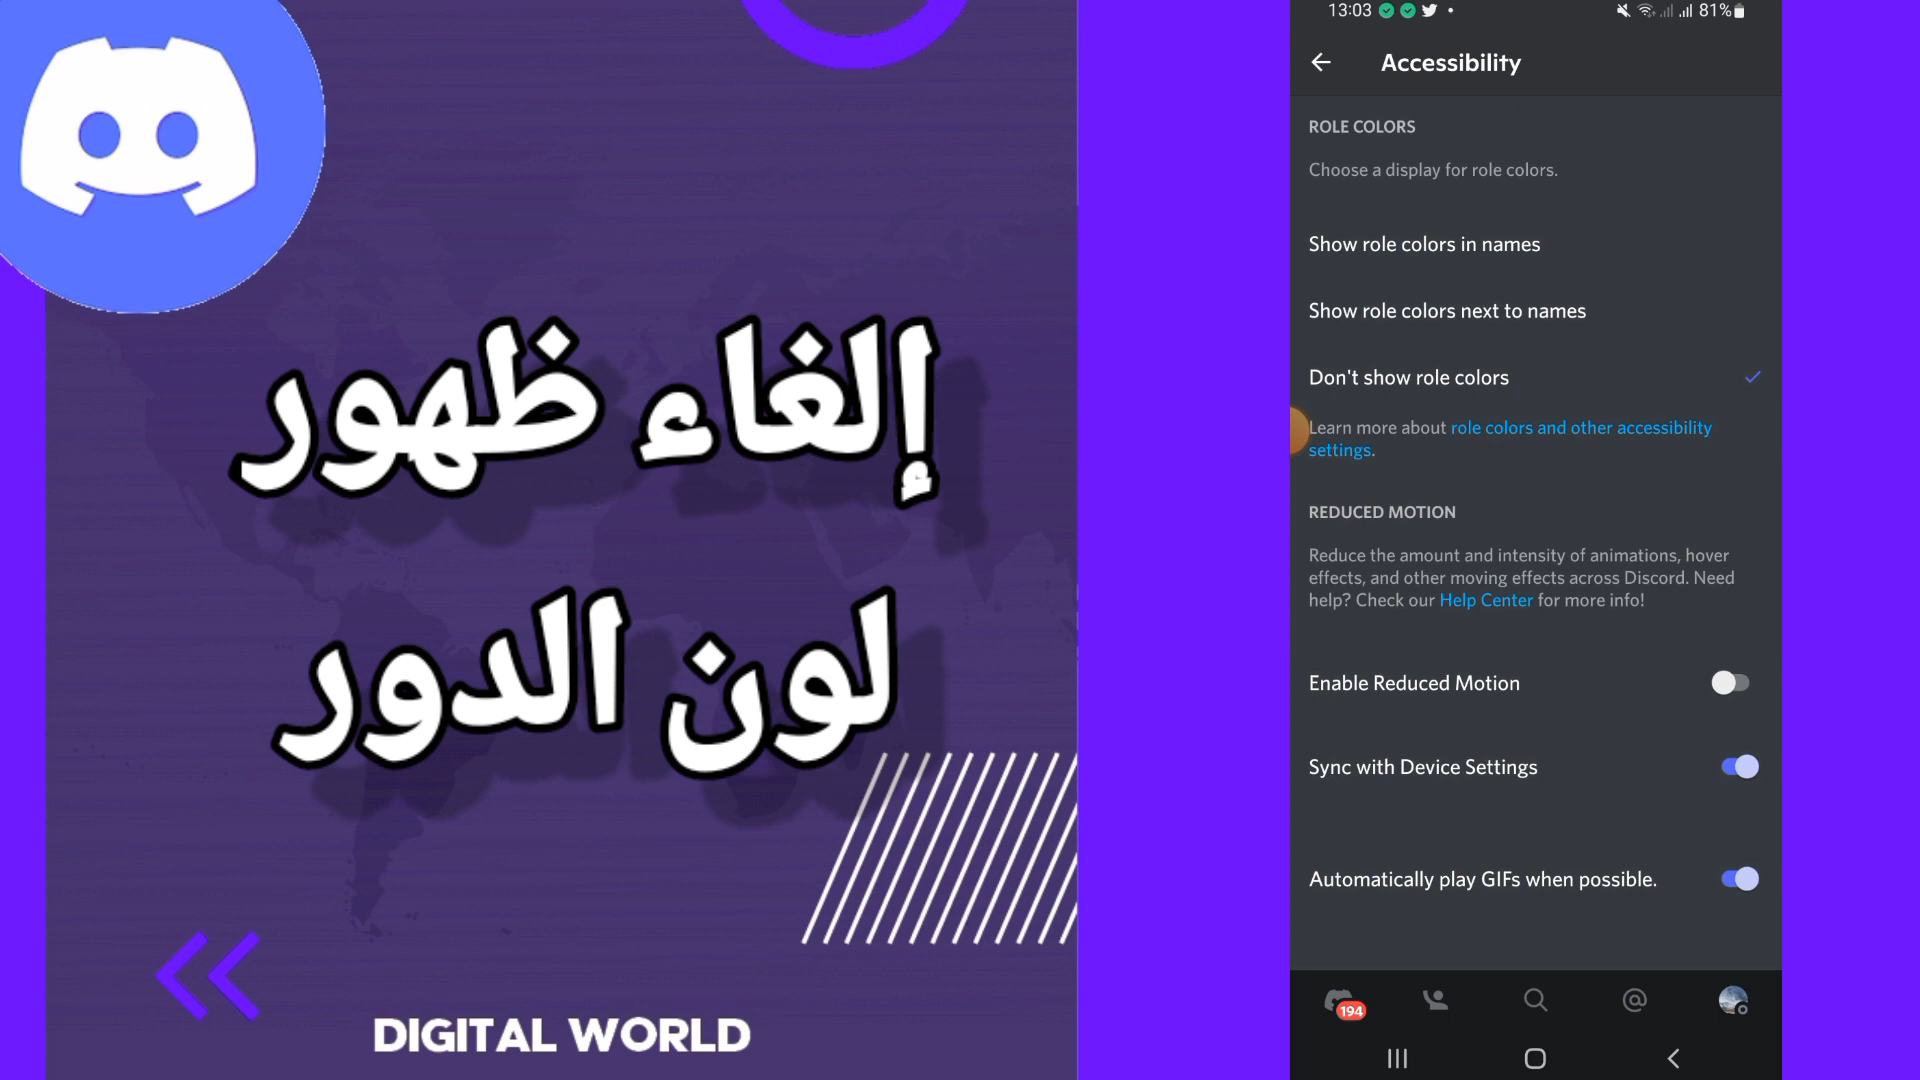 إلغاء ظهور
لون الدور
DIGITAL WORLD
13:03
81%
Accessibility
ROLE COLORS
Choose a display for role colors.
Show role colors in names
Show role colors next to names
Don't show role colors
Learn more about role colors and other accessibility
settings.
REDUCED MOTION
Reduce the amount and intensity of animations, hover
effects, and other moving effects across Discord. Need
help? Check our Help Center for more info!
Enable Reduced Motion
Sync with Device Settings
Automatically play GIFs when possible.
194